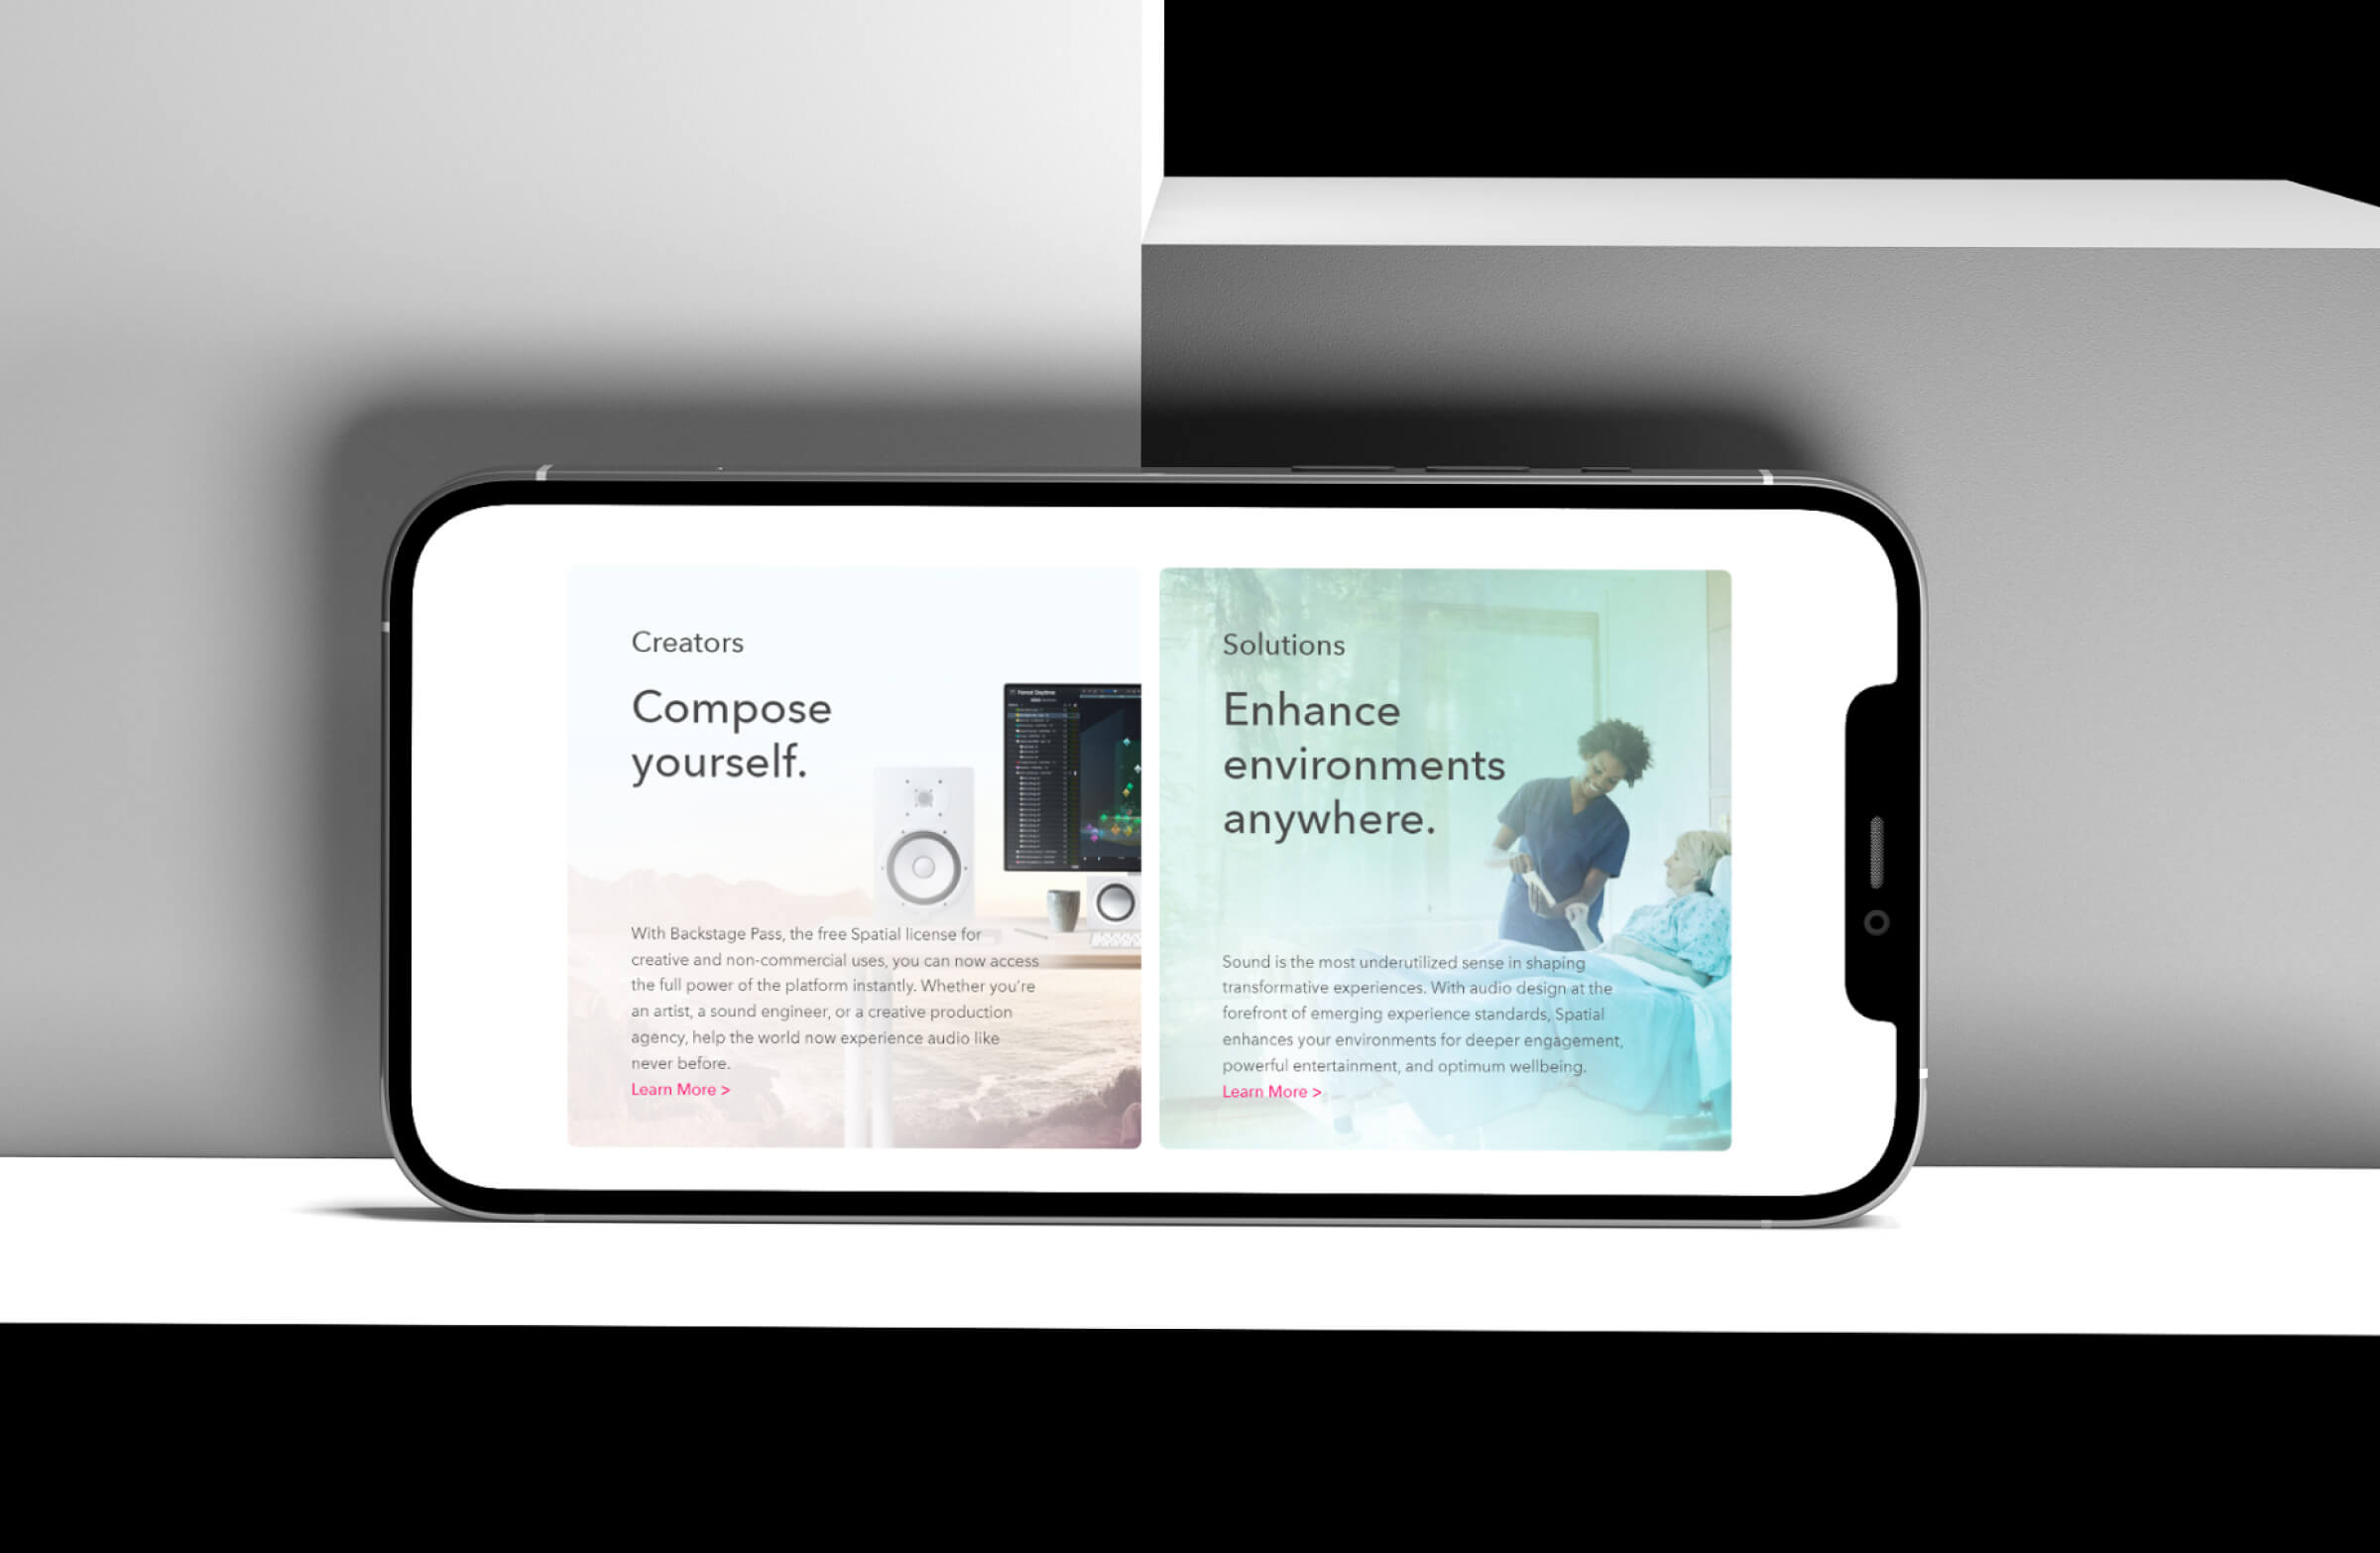 Creators
Compose
yourself.
With Backstage Pass, the free Spatial license for
creative and non-commercial uses, you can now access
the full power of the platform instantly. Whether you're
an artist, a sound engineer, or a creative production
agency, help the world now experience audio like
never before.
Learn More >
Forest Daytime
Solutions
Enhance
environments
anywhere.
Sound is the most underutilized sense in shaping
transformative experiences. With audio design at the
forefront of emerging experience standards, Spatial
enhances your environments for deeper engagement,
powerful entertainment, and optimum wellbeing.
Learn More >